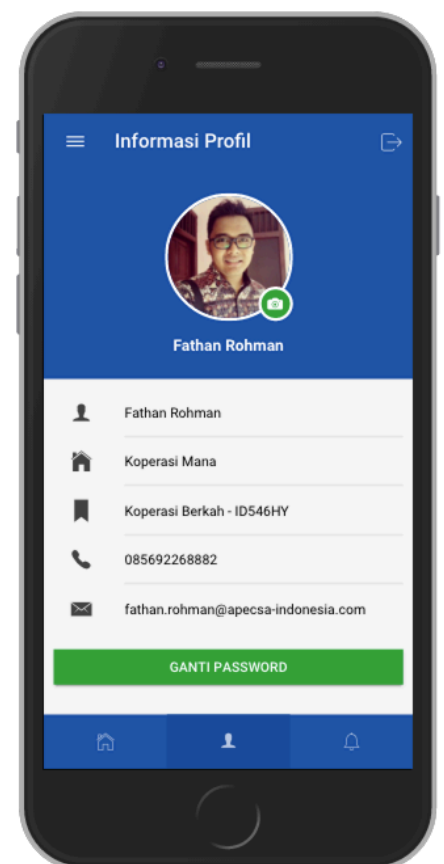 Informasi Profil
Fathan Rohman
Fathan Rohman
Koperasi Mana
Koperasi Berkah - ID546HY
085692268882
fathan.rohman@apecsa-indonesia.com
GANTI PASSWORD